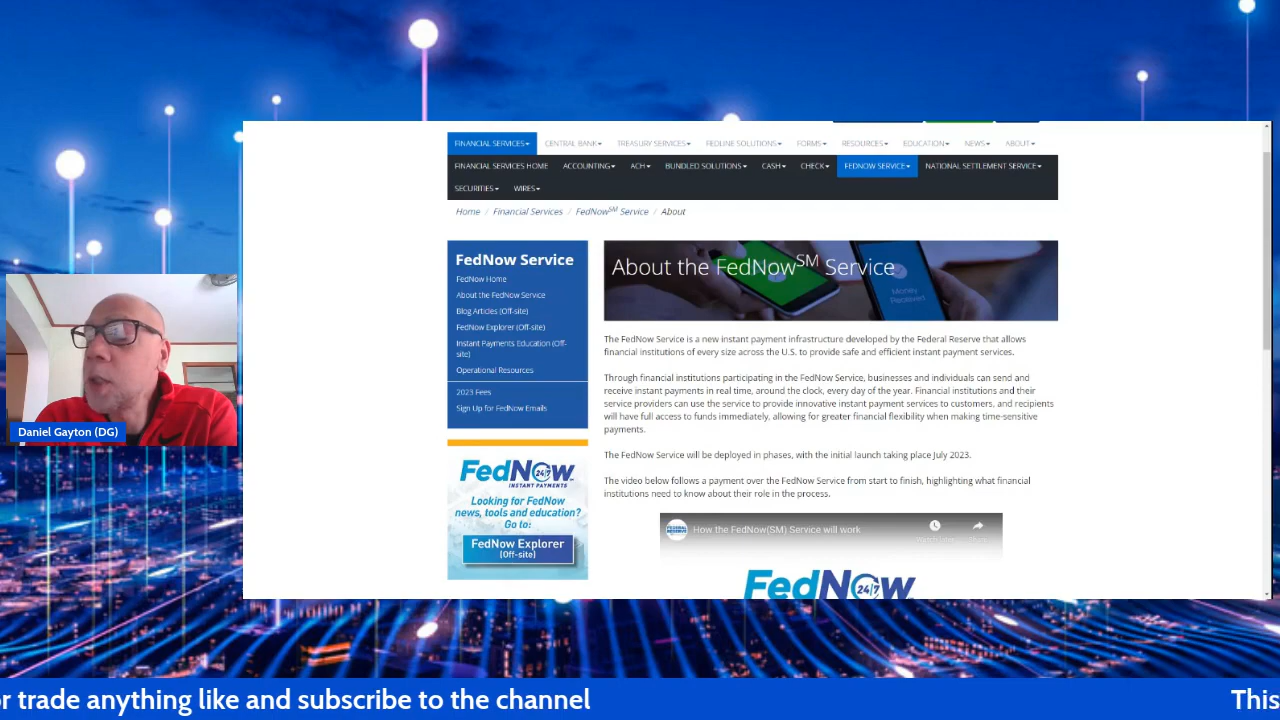 FINANCIAL SERVICES CENTRAL BANK TREASURY SERVICES FEDLINE SOLUTIONS FORMS RESOURCES EDUCATION NEWS ABOUT
FINANCIAL SERVICES HOME ACCOUNTING ACH BUNDLED SOLUTIONS CASH CHECK FEDNOW SERVICE NATIONAL SETTLEMENT SERVICE
SECURITIES WIRES
Home / Financial Services / FedNowSM Service / About
FedNow Service
FedNow Home
About the FedNow Service
Blog Articles (Off-site)
FedNow Explorer (Off-site)
Instant Payments Education (Off-
site)
Operational Resources
2023 Fees
Sign Up for FedNow Emails
FedNow
24/7
INSTANT PAYMENTS
Looking for FedNow
news, tools and education?
Go to:
FedNow Explorer
(Off-site)
About the FedNowSM Service
Money
Received
The FedNow Service is a new instant payment infrastructure developed by the Federal Reserve that allows
financial institutions of every size across the U.S. to provide safe and efficient instant payment services.
Through financial institutions participating in the FedNow Service, businesses and individuals can send and
receive instant payments in real time, around the clock, every day of the year. Financial institutions and their
service providers can use the service to provide innovative instant payment services to customers, and recipients
will have full access to funds immediately, allowing for greater financial flexibility when making time-sensitive
payments.
The FedNow Service will be deployed in phases, with the initial launch taking place July 2023.
The video below follows a payment over the FedNow Service from start to finish, highlighting what financial
institutions need to know about their role in the process.
How the FedNow(SM) Service will work
Watch later Share
FedNow
24/7
Daniel Gayton (DG)
or trade anything like and subscribe to the channel
This